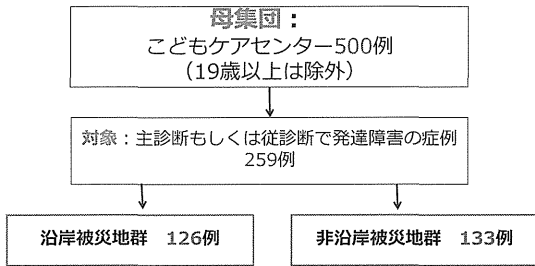 母集団：
こどもケアセンター500例
（19歳以上は除外）
対象：主診断もしくは従診断で発達障害の症例
259例
沿岸被災地群　126例
非沿岸被災地群　133例